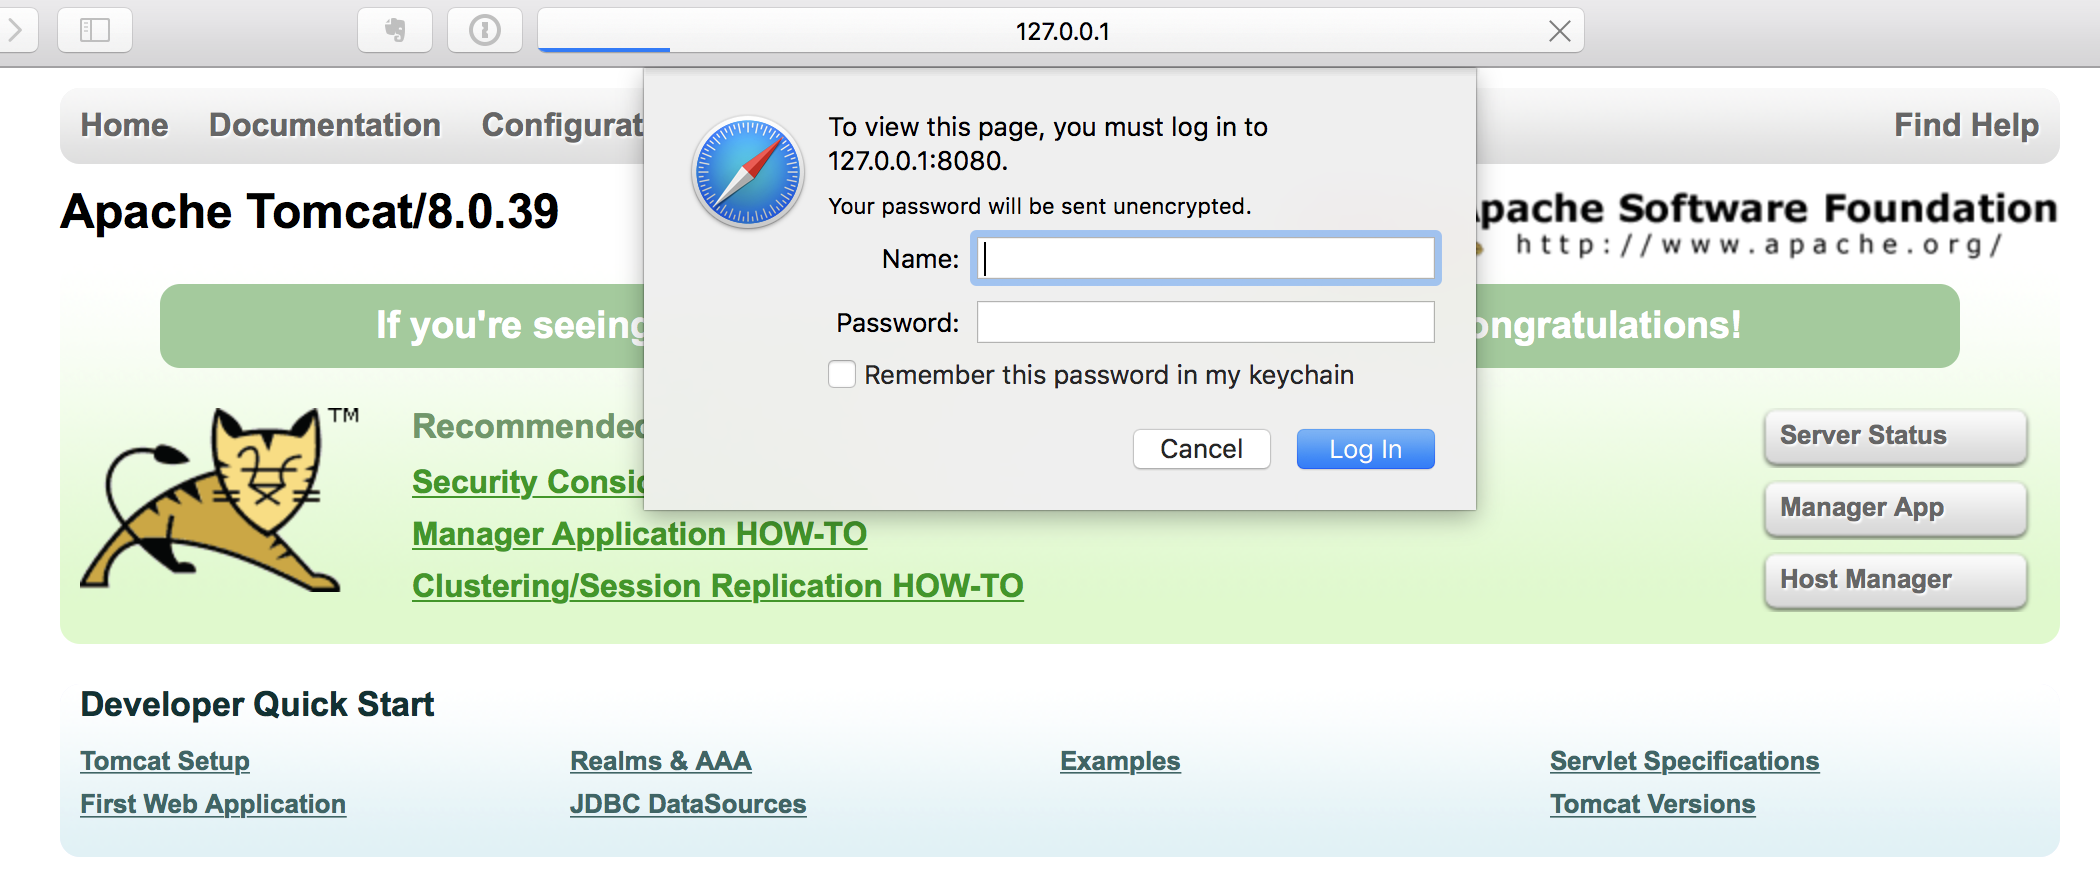 127.0.0.1
Home Documentation Configurat Find Help
To view this page, you must log in to
127.0.0.1:8080.
Your password will be sent unencrypted.
Name:
Password:
Remember this password in my keychain
Cancel Log In
Apache Tomcat/8.0.39
pache Software Foundation
http://www.apache.org/
If you're seeing ongratulations!
TM
Recommended
Security Consid
Manager Application HOW-TO
Clustering/Session Replication HOW-TO
Server Status
Manager App
Host Manager
Developer Quick Start
Tomcat Setup Realms & AAA Examples Servlet Specifications
First Web Application JDBC DataSources Tomcat Versions